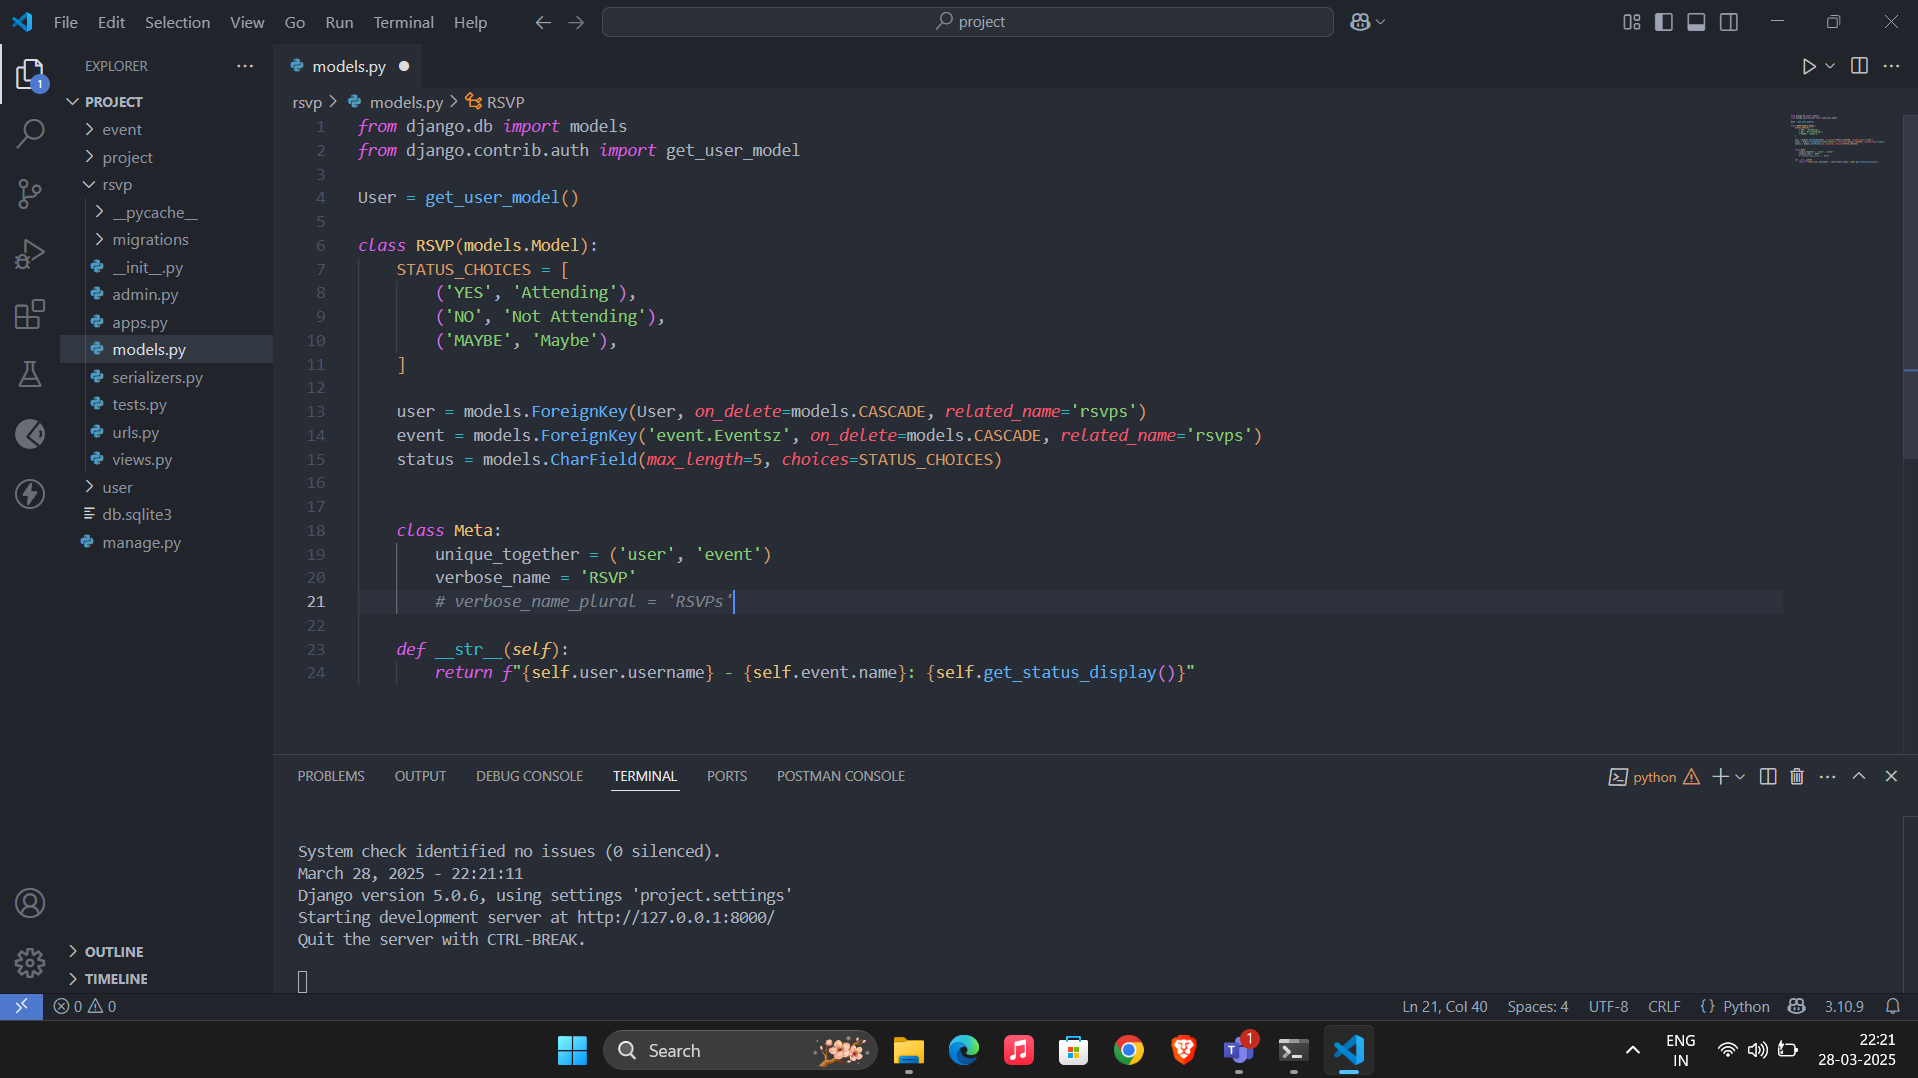 File Edit Selection View Go Run Terminal Help
project
EXPLORER
1
PROJECT
event
project
rsvp
__pycache__
migrations
__init__.py
admin.py
apps.py
models.py
serializers.py
tests.py
urls.py
views.py
user
db.sqlite3
manage.py
OUTLINE
TIMELINE
models.py
rsvp > models.py > RSVP
1 from django.db import models
2 from django.contrib.auth import get_user_model
3
4 User = get_user_model()
5
6 class RSVP(models.Model):
7     STATUS_CHOICES = [
8         ('YES', 'Attending'),
9         ('NO', 'Not Attending'),
10         ('MAYBE', 'Maybe'),
11     ]
12
13     user = models.ForeignKey(User, on_delete=models.CASCADE, related_name='rsvps')
14     event = models.ForeignKey('event.Eventsz', on_delete=models.CASCADE, related_name='rsvps')
15     status = models.CharField(max_length=5, choices=STATUS_CHOICES)
16
17
18     class Meta:
19         unique_together = ('user', 'event')
20         verbose_name = 'RSVP'
21         # verbose_name_plural = 'RSVPs'
22
23     def __str__(self):
24         return f"{self.user.username} - {self.event.name}: {self.get_status_display()}"
PROBLEMS OUTPUT DEBUG CONSOLE TERMINAL PORTS POSTMAN CONSOLE
python
System check identified no issues (0 silenced).
March 28, 2025 - 22:21:11
Django version 5.0.6, using settings 'project.settings'
Starting development server at http://127.0.0.1:8000/
Quit the server with CTRL-BREAK.
0 0
Ln 21, Col 40 Spaces: 4 UTF-8 CRLF {} Python 3.10.9
Search
1
ENG
IN
22:21
28-03-2025